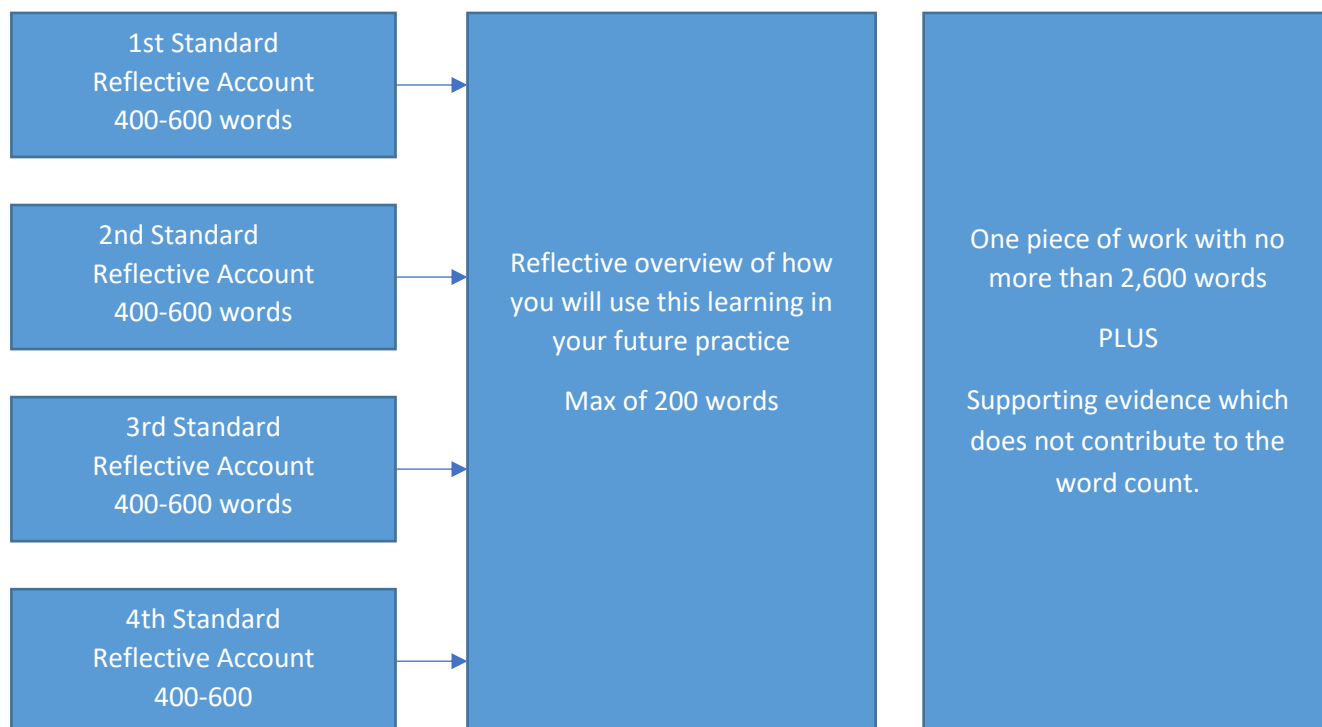 1st Standard
Reflective Account
400-600 words
2nd Standard
Reflective Account
400-600 words
3rd Standard
Reflective Account
400-600 words
4th Standard
Reflective Account
400-600
Reflective overview of how
you will use this learning in
your future practice
Max of 200 words
One piece of work with no
more than 2,600 words
PLUS
Supporting evidence which
does not contribute to the
word count.